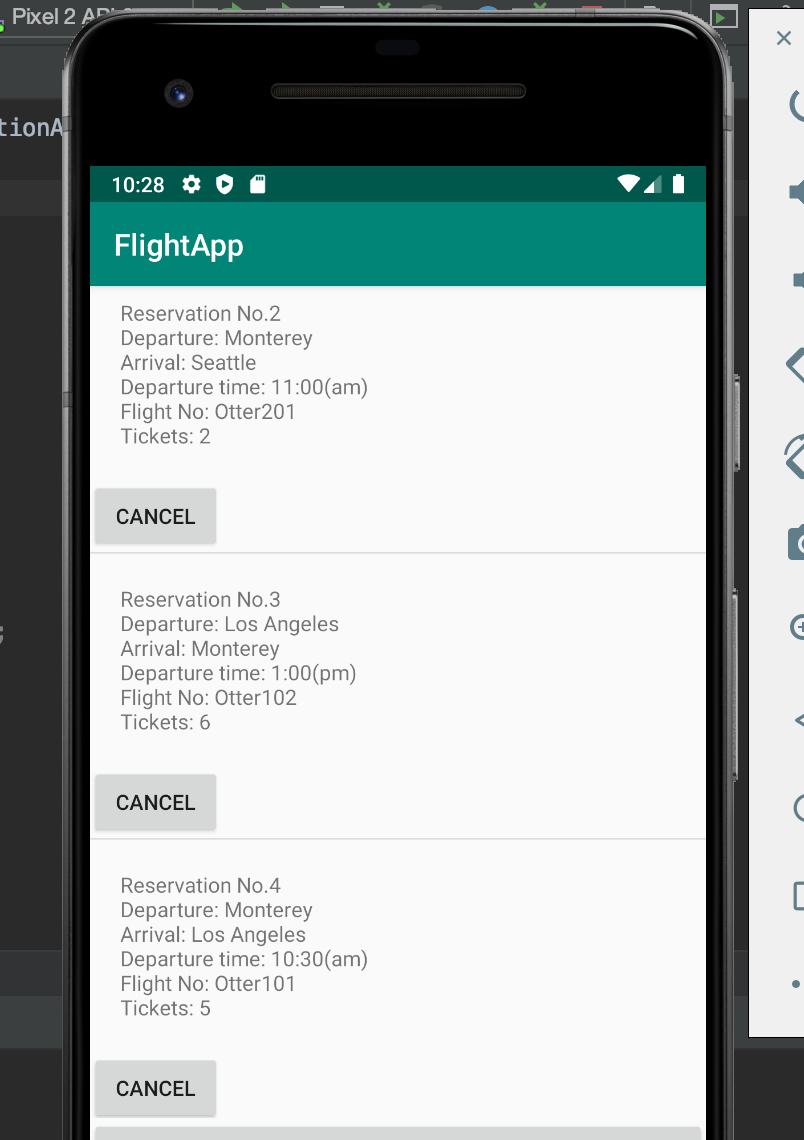 Pixel 2 API
tionA
10:28
FlightApp
Reservation No.2
Departure: Monterey
Arrival: Seattle
Departure time: 11:00(am)
Flight No: Otter201
Tickets: 2
CANCEL
Reservation No.3
Departure: Los Angeles
Arrival: Monterey
Departure time: 1:00(pm)
Flight No: Otter102
Tickets: 6
CANCEL
;
Reservation No.4
Departure: Monterey
Arrival: Los Angeles
Departure time: 10:30(am)
Flight No: Otter101
Tickets: 5
CANCEL